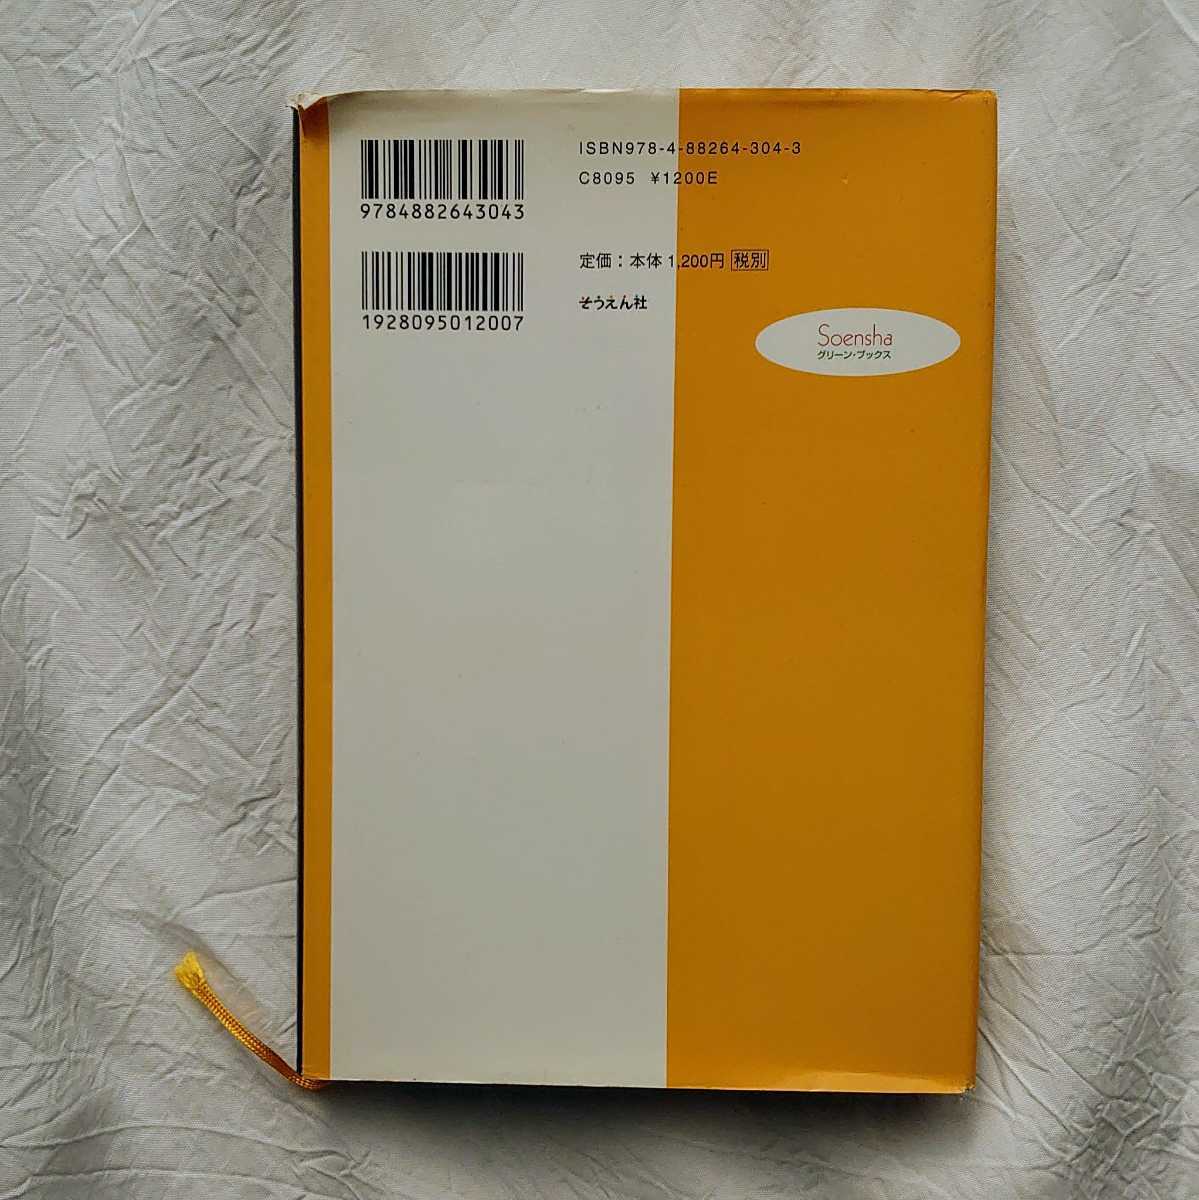 ISBN978-4-88264-304-3
C8095 ¥1200E
9784882643043
定価：本体1,200円 税別
そうえん社
1928095012007
Soensha
グリーン・ブックス